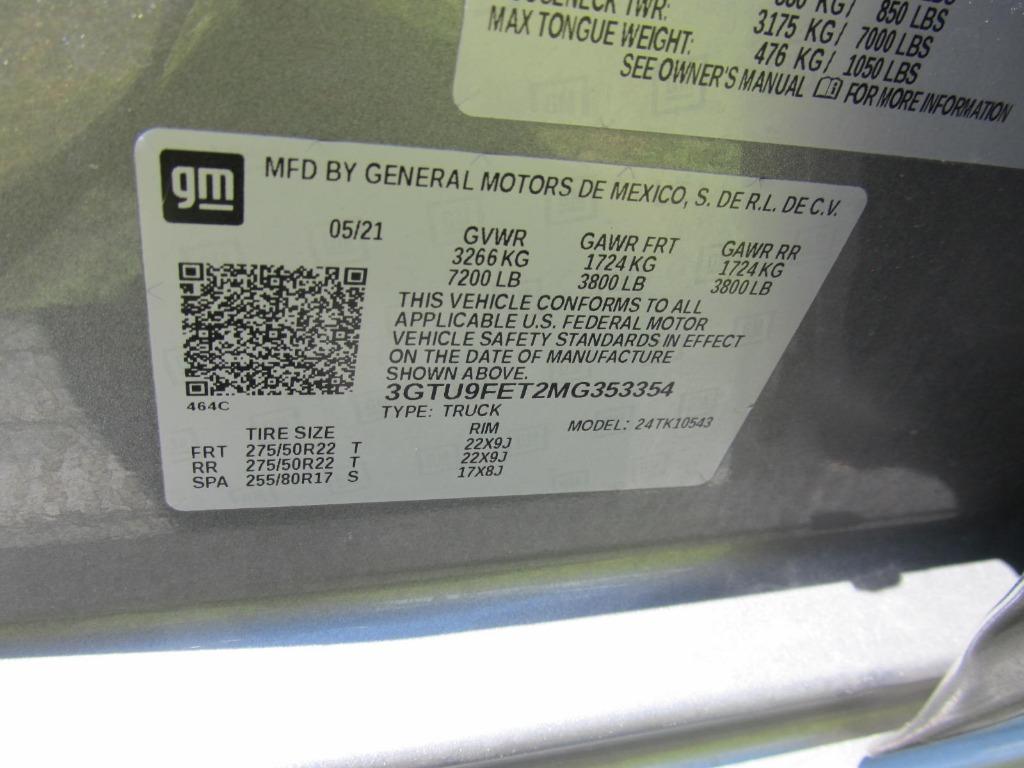 TWR:
850 LBS
3175 KG/ 7000 LBS
MAX TONGUE WEIGHT:
476 KG/ 1050 LBS
SEE OWNER'S MANUAL FOR MORE INFORMATION
gm
MFD BY GENERAL MOTORS DE MEXICO, S. DE R.L. DE C.V.
05/21 GVWR GAWR FRT GAWR RR
3266 KG 1724 KG 1724 KG
7200 LB 3800 LB 3800 LB
THIS VEHICLE CONFORMS TO ALL
APPLICABLE U.S. FEDERAL MOTOR
VEHICLE SAFETY STANDARDS IN EFFECT
ON THE DATE OF MANUFACTURE
SHOWN ABOVE.
3GTU9FET2MG353354
464C
TYPE: TRUCK
MODEL: 24TK10543
TIRE SIZE RIM
FRT 275/50R22 T 22X9J
RR 275/50R22 T 22X9J
SPA 255/80R17 S 17X8J